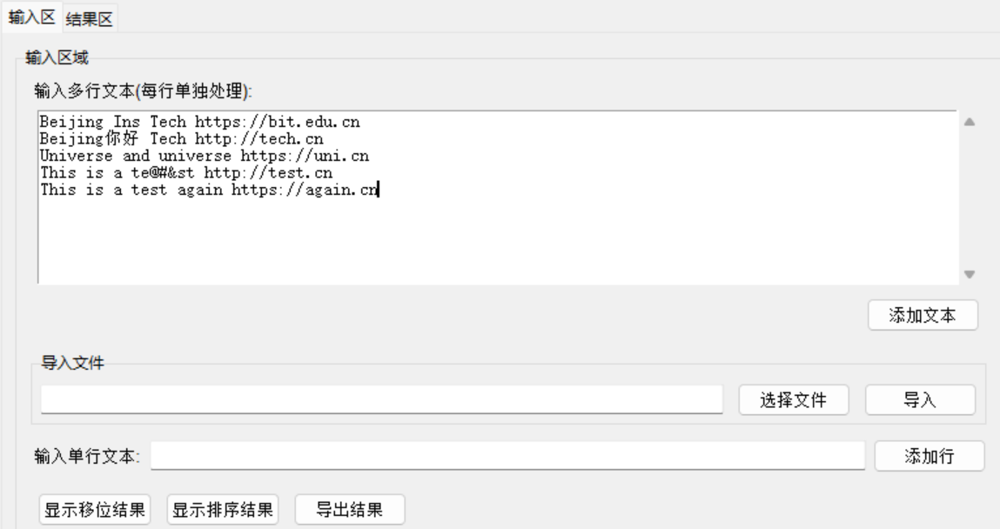 输入区 结果区
输入区域
输入多行文本(每行单独处理):
Beijing Ins Tech https://bit.edu.cn
Beijing你好 Tech http://tech.cn
Universe and universe https://uni.cn
This is a te@#&st http://test.cn
This is a test again https://again.cn
添加文本
导入文件
选择文件 导入
输入单行文本: 添加行
显示移位结果 显示排序结果 导出结果